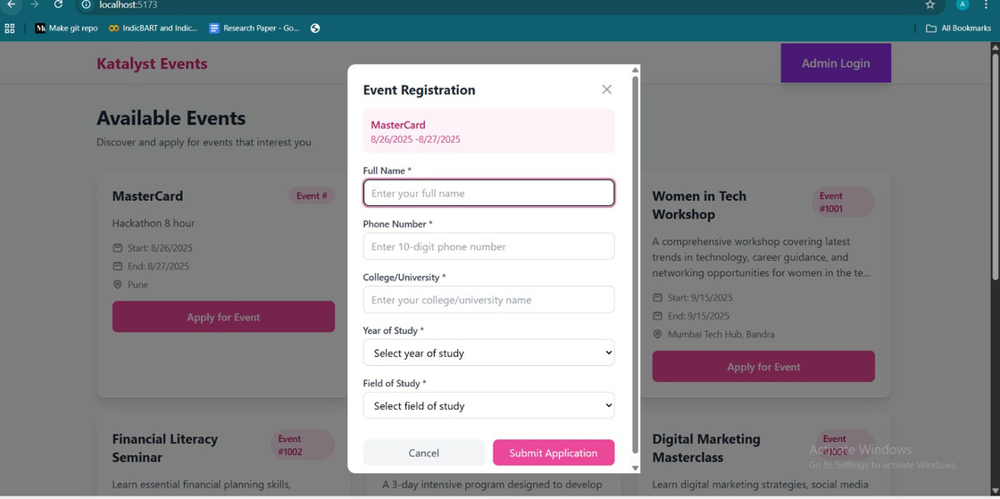 localhost:5173
Make git repo
IndicBART and Indic...
Research Paper - Go...
All Bookmarks
Katalyst Events
Admin Login
Available Events
Discover and apply for events that interest you
MasterCard
Event #
Hackathon 8 hour
Start: 8/26/2025
End: 8/27/2025
Pune
Apply for Event
Event Registration
MasterCard
8/26/2025 -8/27/2025
Full Name *
Enter your full name
Phone Number *
Enter 10-digit phone number
College/University *
Enter your college/university name
Year of Study *
Select year of study
Field of Study *
Select field of study
Cancel
Submit Application
Women in Tech
Workshop
Event
#1001
A comprehensive workshop covering latest
trends in technology, career guidance, and
networking opportunities for women in the te...
Start: 9/15/2025
End: 9/15/2025
Mumbai Tech Hub, Bandra
Apply for Event
Financial Literacy
Seminar
Event
#1002
Learn essential financial planning skills,
A 3-day intensive program designed to develop
Digital Marketing
Masterclass
Event
Learn digital marketing strategies, social media
Activate Windows
Go to Settings to activate Windows.